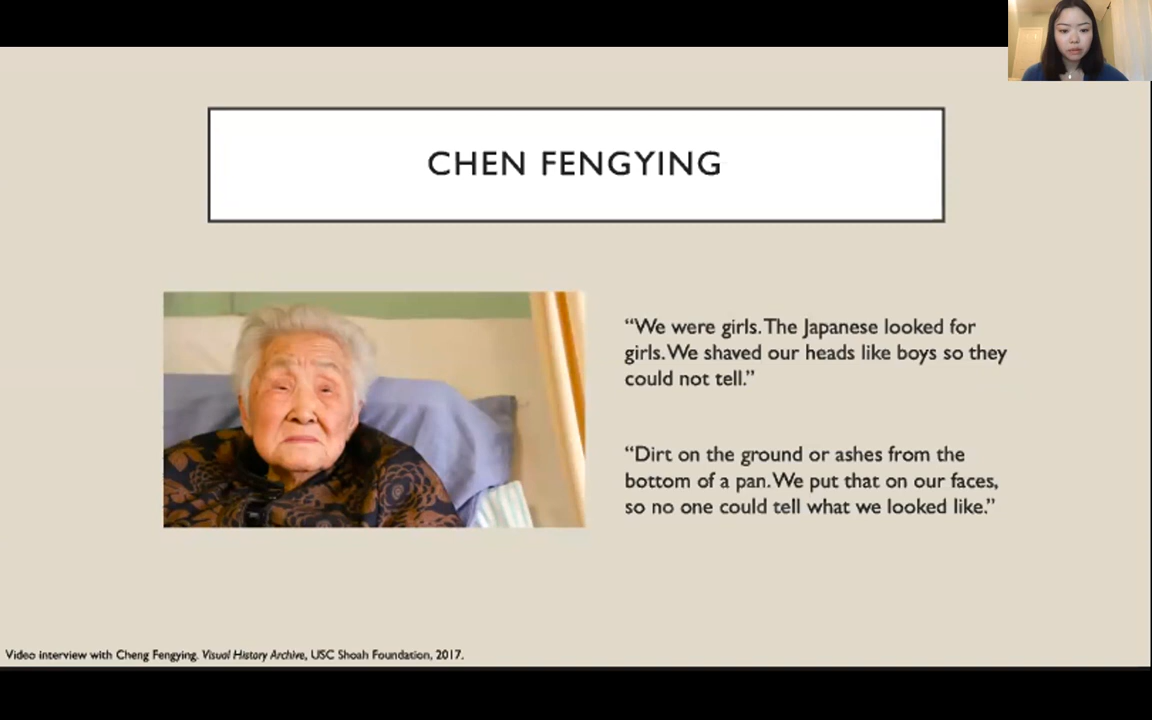 CHEN FENGYING
“We were girls. The Japanese looked for
girls. We shaved our heads like boys so they
could not tell.”
“Dirt on the ground or ashes from the
bottom of a pan. We put that on our faces,
so no one could tell what we looked like.”
Video interview with Cheng Fengying. Visual History Archive, USC Shoah Foundation, 2017.